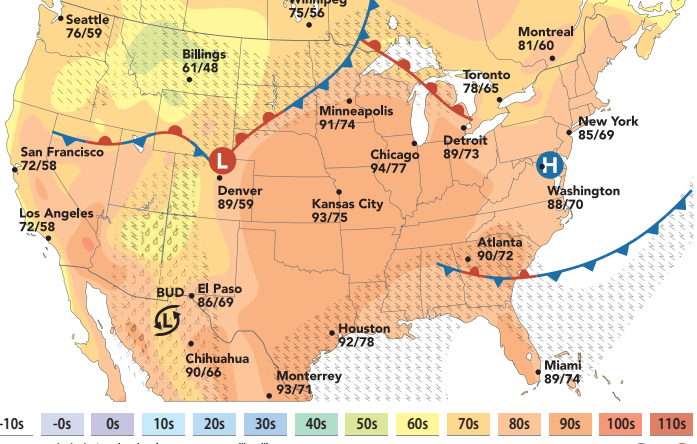 Winnipeg
75/56
Seattle
76/59
Montreal
81/60
Billings
61/48
Toronto
78/65
Minneapolis
91/74
New York
85/69
Detroit
89/73
San Francisco
72/58
Chicago
94/77
L
H
Denver
89/59
Washington
88/70
Kansas City
93/75
Los Angeles
72/58
Atlanta
90/72
BUD
El Paso
86/69
L
Houston
92/78
Chihuahua
90/66
Miami
89/74
Monterrey
93/71
-10s -0s 0s 10s 20s 30s 40s 50s 60s 70s 80s 90s 100s 110s